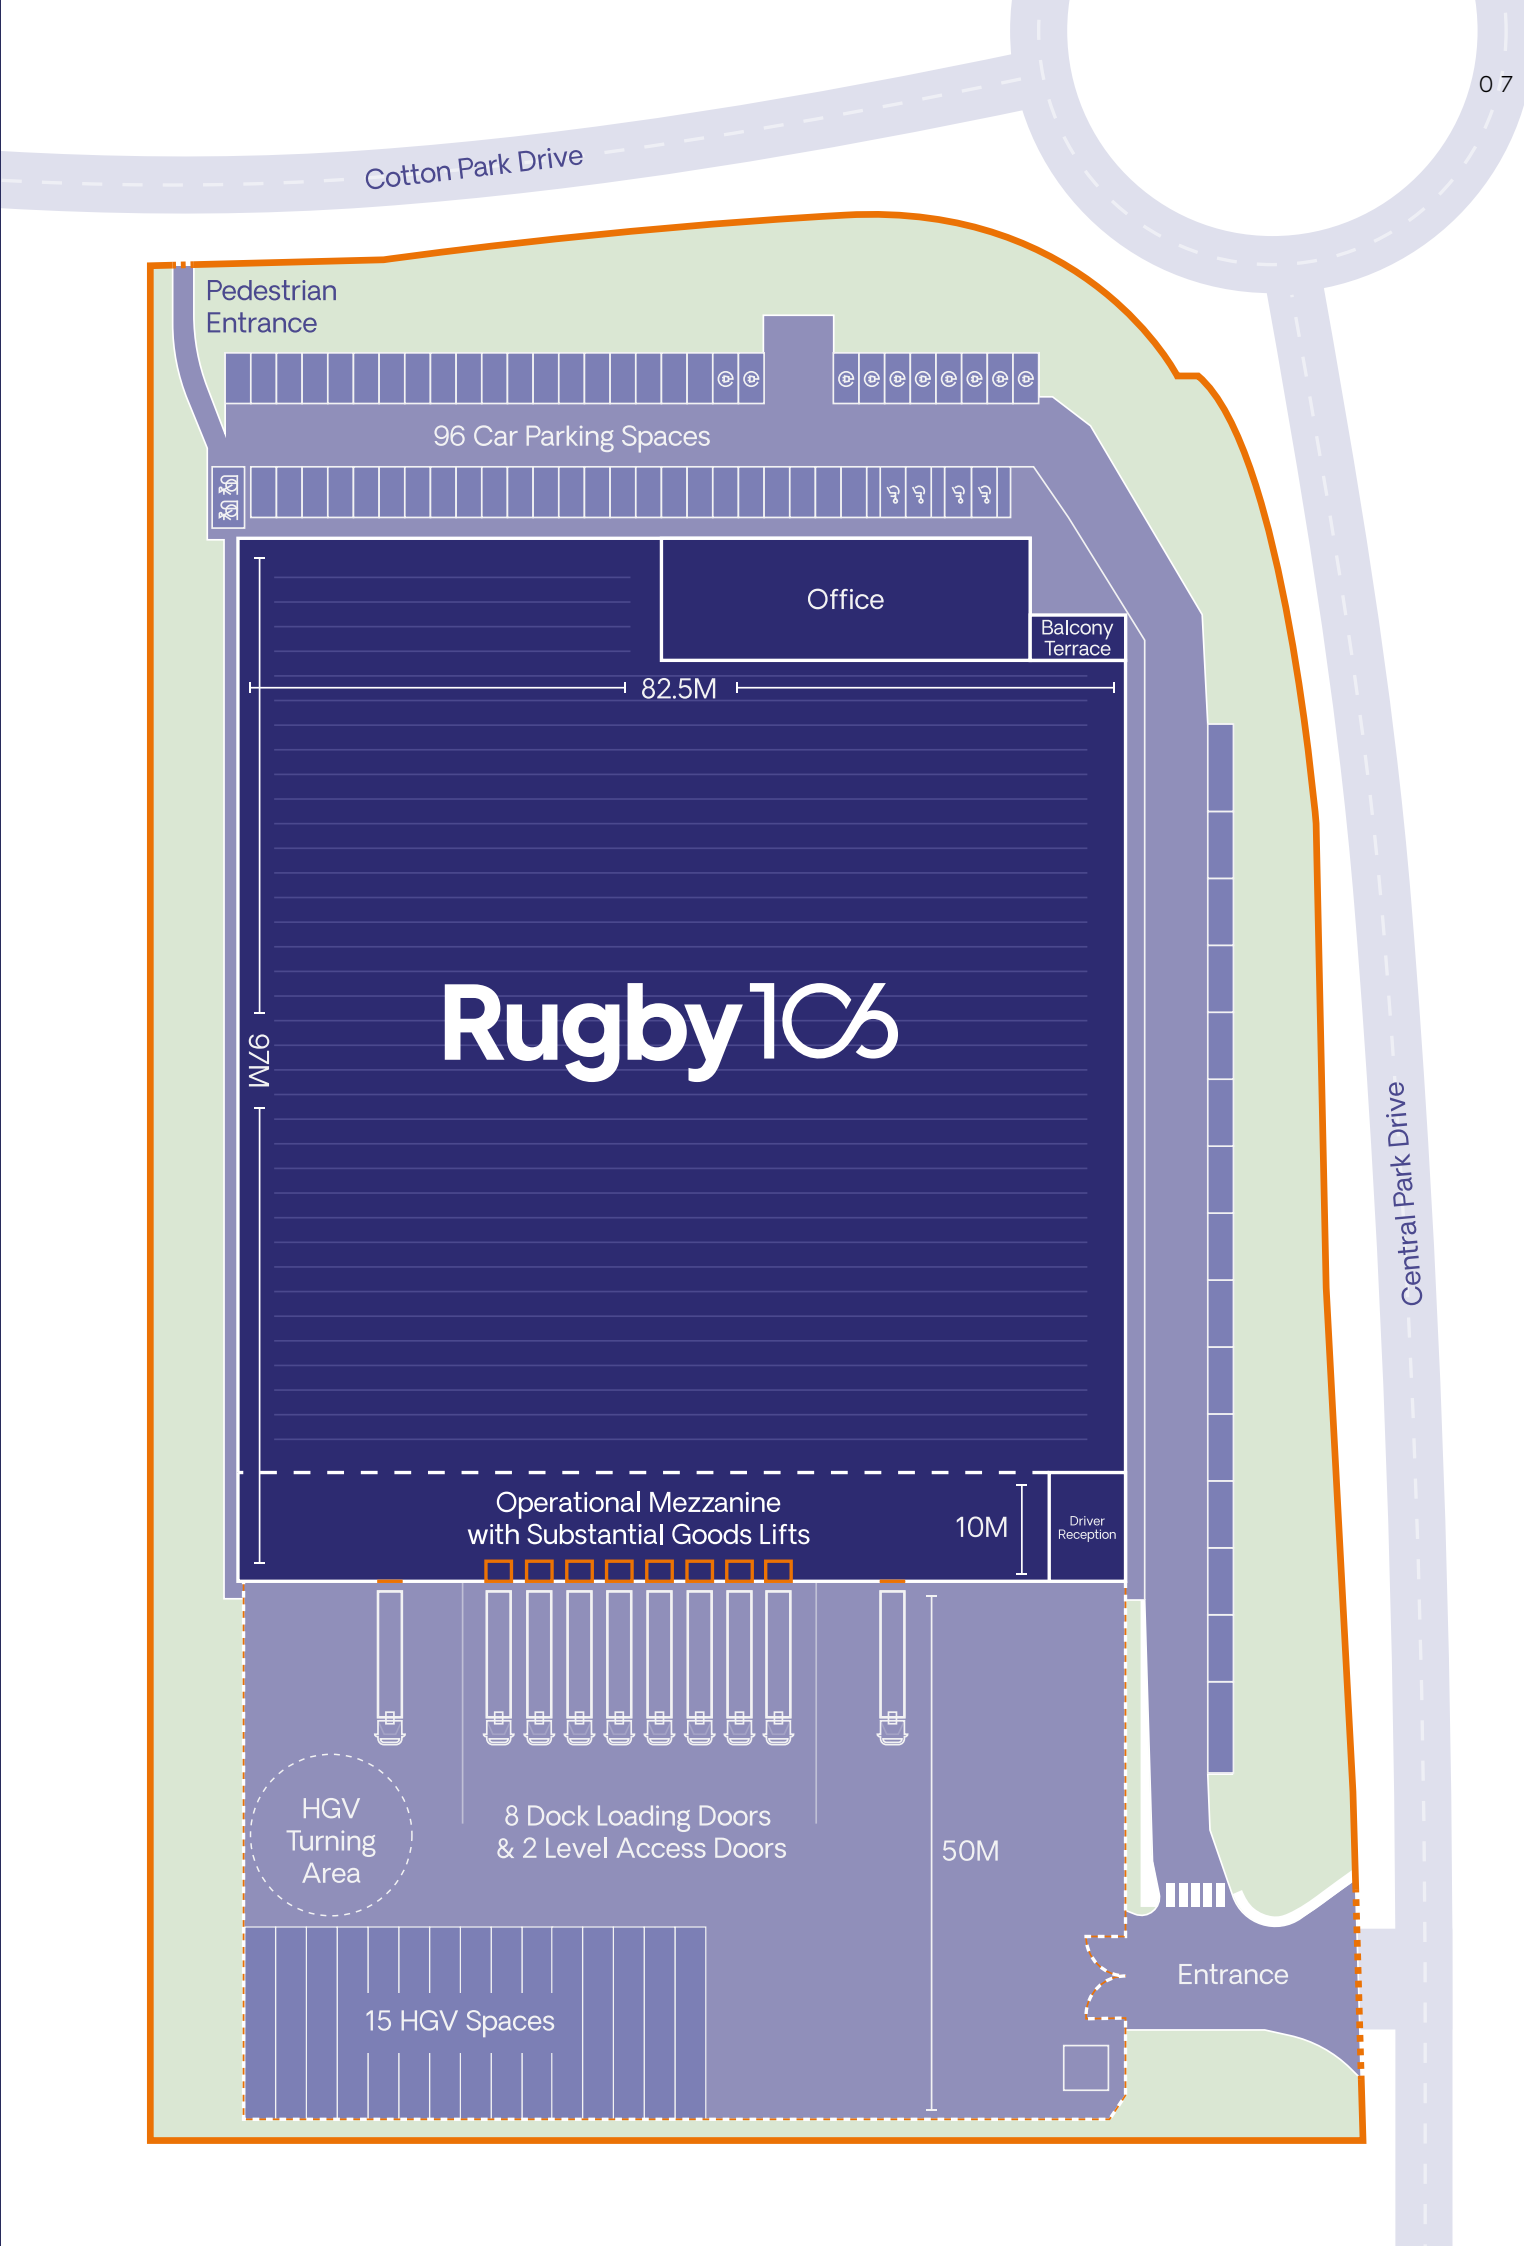 07
Cotton Park Drive
Pedestrian
Entrance
96 Car Parking Spaces
Office
Balcony
Terrace
82.5M
Rugby106
97M
Central Park Drive
Operational Mezzanine
with Substantial Goods Lifts
10M
Driver
Reception
HGV
Turning
Area
8 Dock Loading Doors
& 2 Level Access Doors
50M
Entrance
15 HGV Spaces